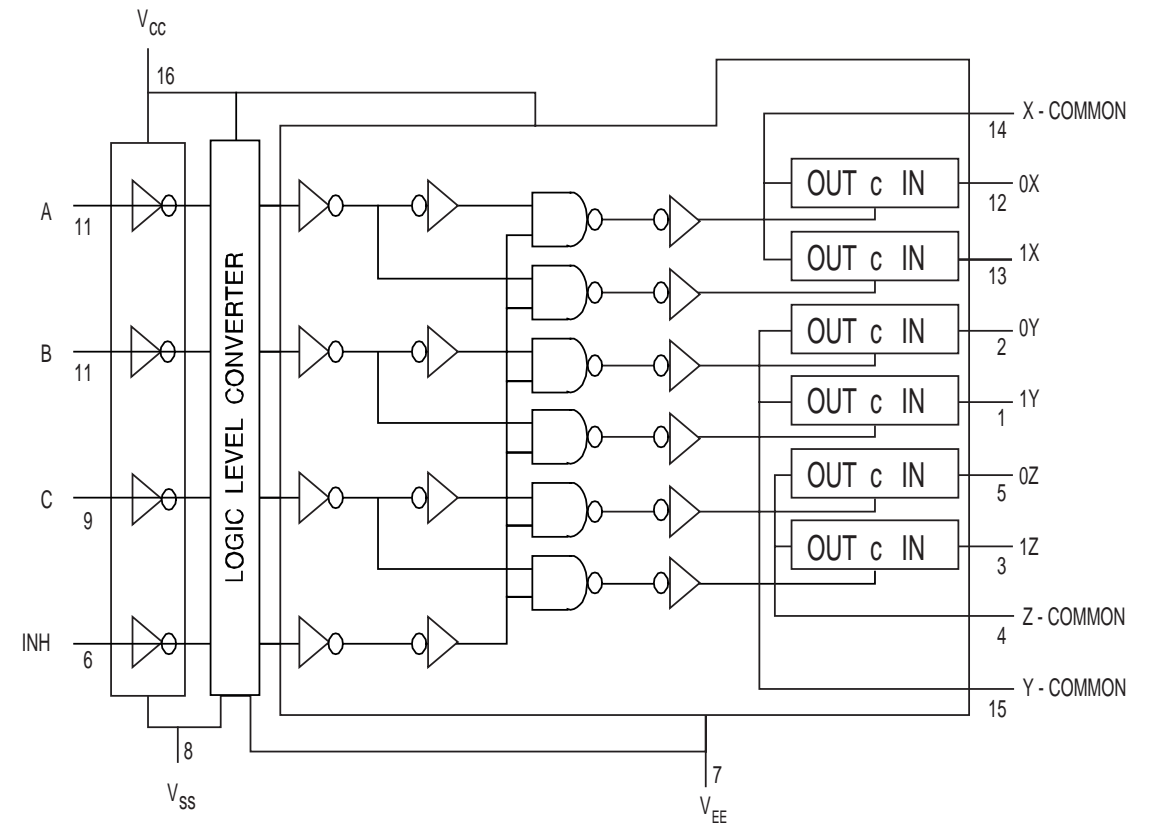 VCC
16
A
11
B
11
C
9
INH
6
8
VSS
LOGIC LEVEL CONVERTER
OUT c IN
OUT c IN
OUT c IN
OUT c IN
OUT c IN
OUT c IN
X - COMMON
14
0X
12
1X
13
0Y
2
1Y
1
0Z
5
1Z
3
Z - COMMON
4
Y - COMMON
15
7
VEE